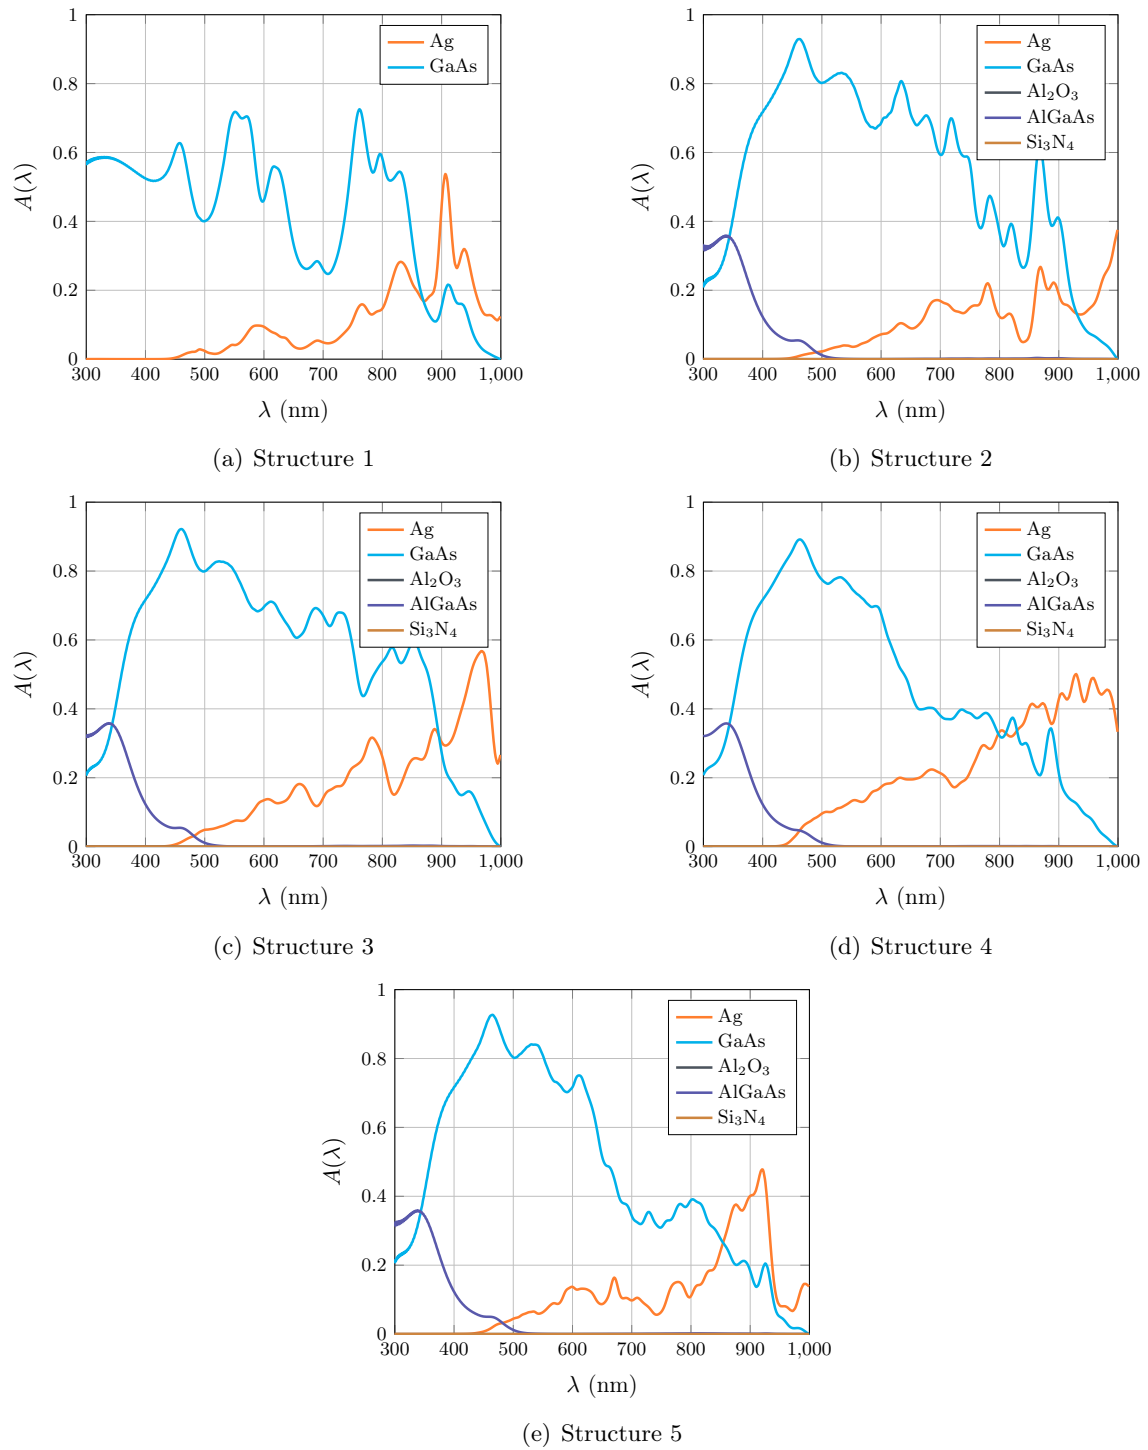 1
0.8
0.6
0.4
0.2
0
A(λ)
300 400 500 600 700 800 900 1,000
λ (nm)
Ag
GaAs
(a) Structure 1
1
0.8
0.6
0.4
0.2
0
A(λ)
300 400 500 600 700 800 900 1,000
λ (nm)
Ag
GaAs
Al₂O₃
AlGaAs
Si₃N₄
(b) Structure 2
1
0.8
0.6
0.4
0.2
0
A(λ)
300 400 500 600 700 800 900 1,000
λ (nm)
Ag
GaAs
Al₂O₃
AlGaAs
Si₃N₄
(c) Structure 3
1
0.8
0.6
0.4
0.2
0
A(λ)
300 400 500 600 700 800 900 1,000
λ (nm)
Ag
GaAs
Al₂O₃
AlGaAs
Si₃N₄
(d) Structure 4
1
0.8
0.6
0.4
0.2
0
A(λ)
300 400 500 600 700 800 900 1,000
λ (nm)
Ag
GaAs
Al₂O₃
AlGaAs
Si₃N₄
(e) Structure 5